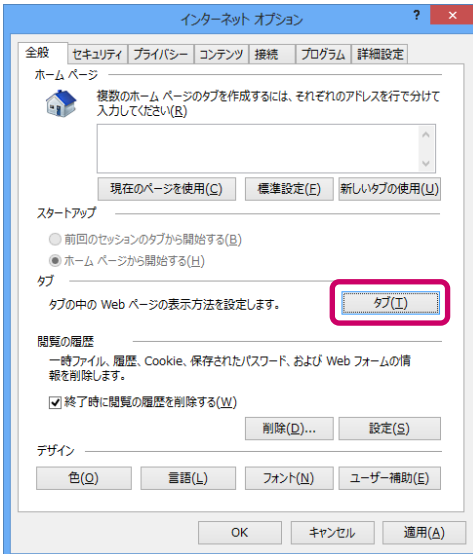 インターネット オプション ? ×
全般 セキュリティ プライバシー コンテンツ 接続 プログラム 詳細設定
ホーム ページ
複数のホーム ページのタブを作成するには、それぞれのアドレスを行で分けて
入力してください(R)
現在のページを使用(C) 標準設定(F) 新しいタブの使用(U)
スタートアップ
前回のセッションのタブから開始する(B)
ホーム ページから開始する(H)
タブ
タブの中の Web ページの表示方法を設定します。 タブ(T)
閲覧の履歴
一時ファイル、履歴、Cookie、保存されたパスワード、および Web フォームの情
報を削除します。
終了時に閲覧の履歴を削除する(W)
削除(D)... 設定(S)
デザイン
色(O) 言語(L) フォント(N) ユーザー補助(E)
OK キャンセル 適用(A)